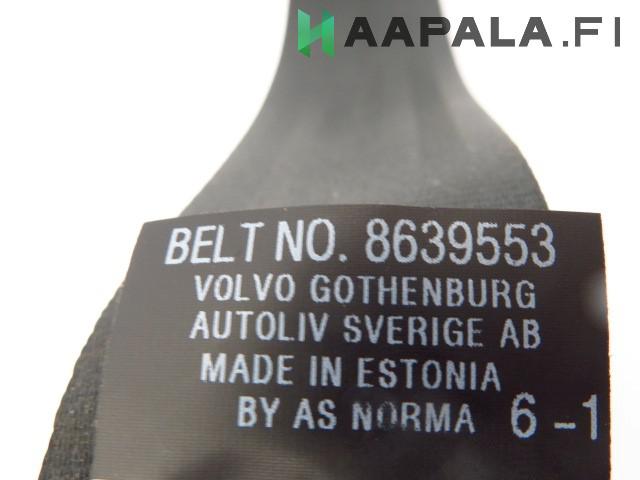 HAAPALA.FI
BELT NO. 8639553
VOLVO GOTHENBURG
AUTOLIV SVERIGE AB
MADE IN ESTONIA
BY AS NORMA 6-1